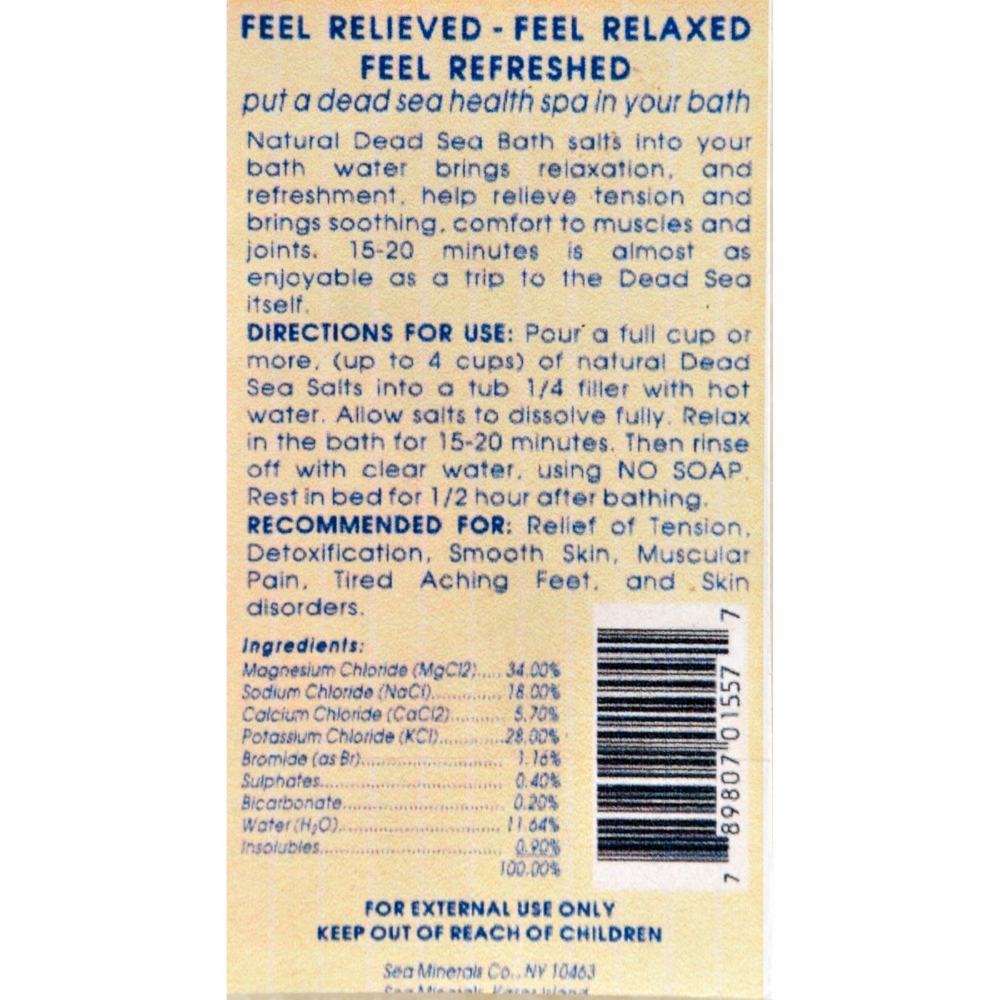 FEEL RELIEVED - FEEL RELAXED
FEEL REFRESHED
put a dead sea health spa in your bath
Natural Dead Sea Bath salts into your
bath water brings relaxation, and
refreshment, help relieve tension and
brings soothing, comfort to muscles and
joints. 15-20 minutes is almost as
enjoyable as a trip to the Dead Sea
itself.
DIRECTIONS FOR USE: Pour a full cup or
more, (up to 4 cups) of natural Dead
Sea Salts into a tub 1/4 filler with hot
water. Allow salts to dissolve fully. Relax
in the bath for 15-20 minutes. Then rinse
off with clear water, using NO SOAP.
Rest in bed for 1/2 hour after bathing.
RECOMMENDED FOR: Relief of Tension,
Detoxification, Smooth Skin, Muscular
Pain, Tired Aching Feet, and Skin
disorders.
Ingredients:
Magnesium Chloride (MgCl2)..... 34.00%
Sodium Chloride (NaCl)............ 18.00%
Calcium Chloride (CaCl2)......... 5.70%
Potassium Chloride (KCl)...........28.00%
Bromide (as Br)........................ 1.16%
Sulphates................................ 0.40%
Bicarbonate............................ 0.20%
Water (H₂O)............................ 11.64%
Insolubles................................ 0.90%
100.00%
7 89807 01557 7
FOR EXTERNAL USE ONLY
KEEP OUT OF REACH OF CHILDREN
Sea Minerals Co., NY 10463
Sea Minerals